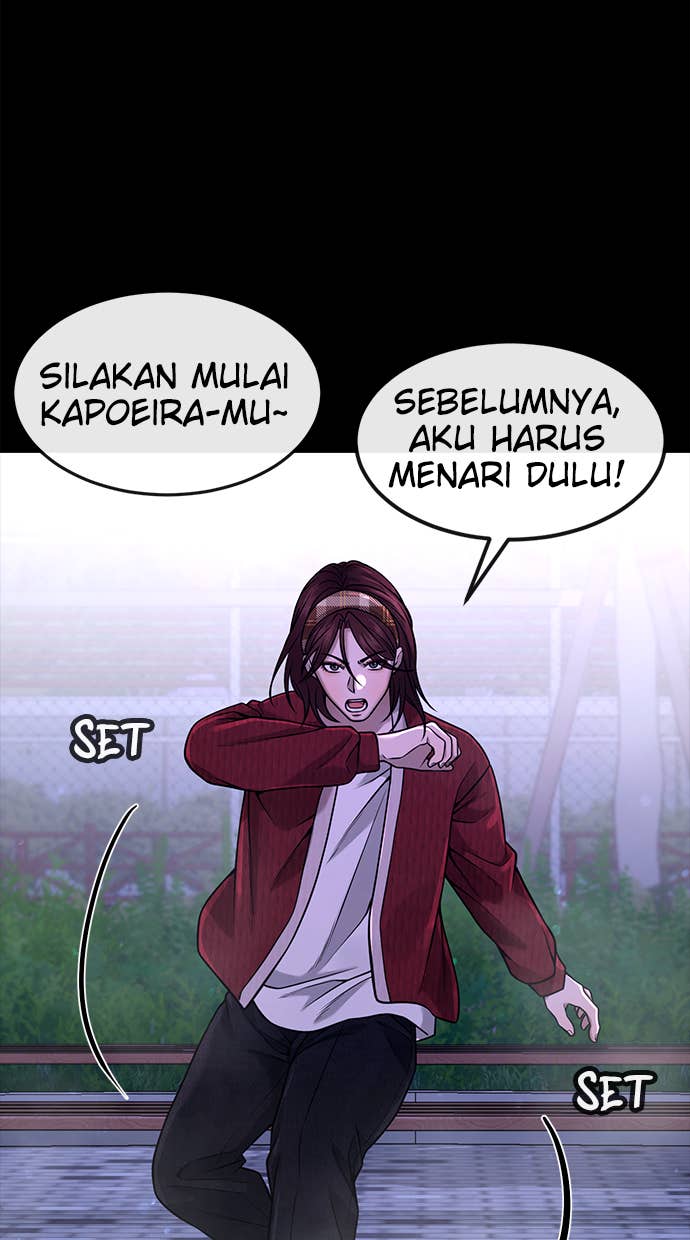 SILAKAN MULAI
KAPOEIRA-MU~
SEBELUMNYA,
AKU HARUS
MENARI DULU!
SET
SET